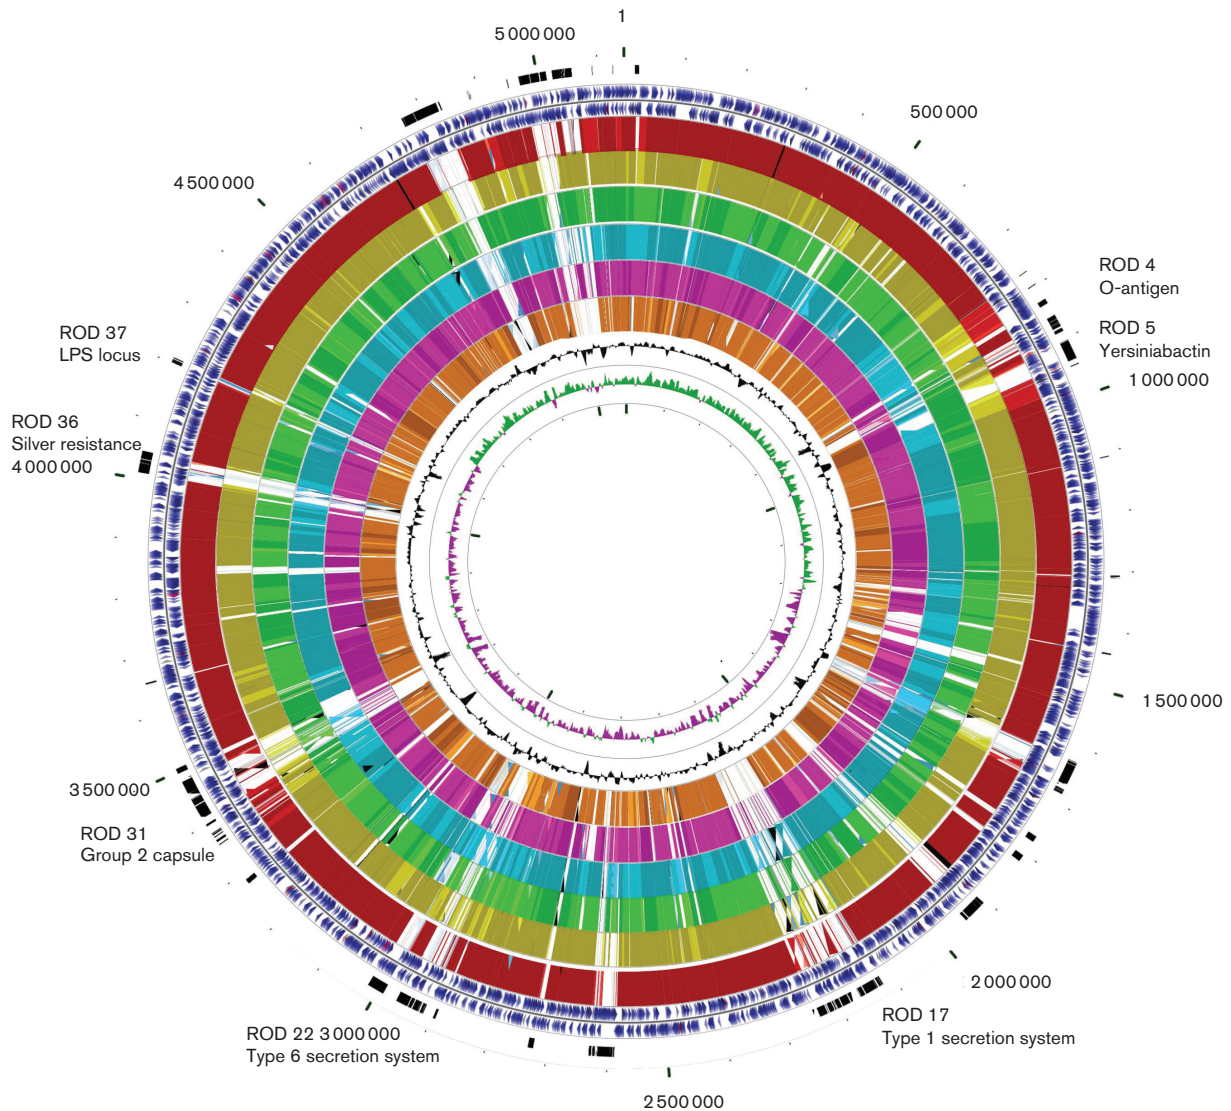 1
5 000 000
500 000
4 500 000
ROD 4
O-antigen
ROD 5
Yersiniabactin
ROD 37
LPS locus
1 000 000
ROD 36
Silver resistance
4 000 000
1 500 000
3 500 000
ROD 31
Group 2 capsule
2 000 000
ROD 17
Type 1 secretion system
ROD 22 3 000 000
Type 6 secretion system
2 500 000